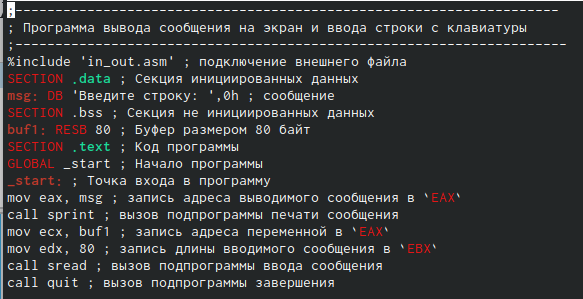 ;--------------------------------------------------------------------
; Программа вывода сообщения на экран и ввода строки с клавиатуры
;---------------------------------------------------------------------
%include 'in_out.asm' ; подключение внешнего файла
SECTION .data ; Секция инициированных данных
msg: DB 'Введите строку: ',0h ; сообщение
SECTION .bss ; Секция не инициированных данных
buf1: RESB 80 ; Буфер размером 80 байт
SECTION .text ; Код программы
GLOBAL _start ; Начало программы
_start: ; Точка входа в программу
mov eax, msg ; запись адреса выводимого сообщения в `EAX`
call sprint ; вызов подпрограммы печати сообщения
mov ecx, buf1 ; запись адреса переменной в `EAX`
mov edx, 80 ; запись длины вводимого сообщения в `EBX`
call sread ; вызов подпрограммы ввода сообщения
call quit ; вызов подпрограммы завершения